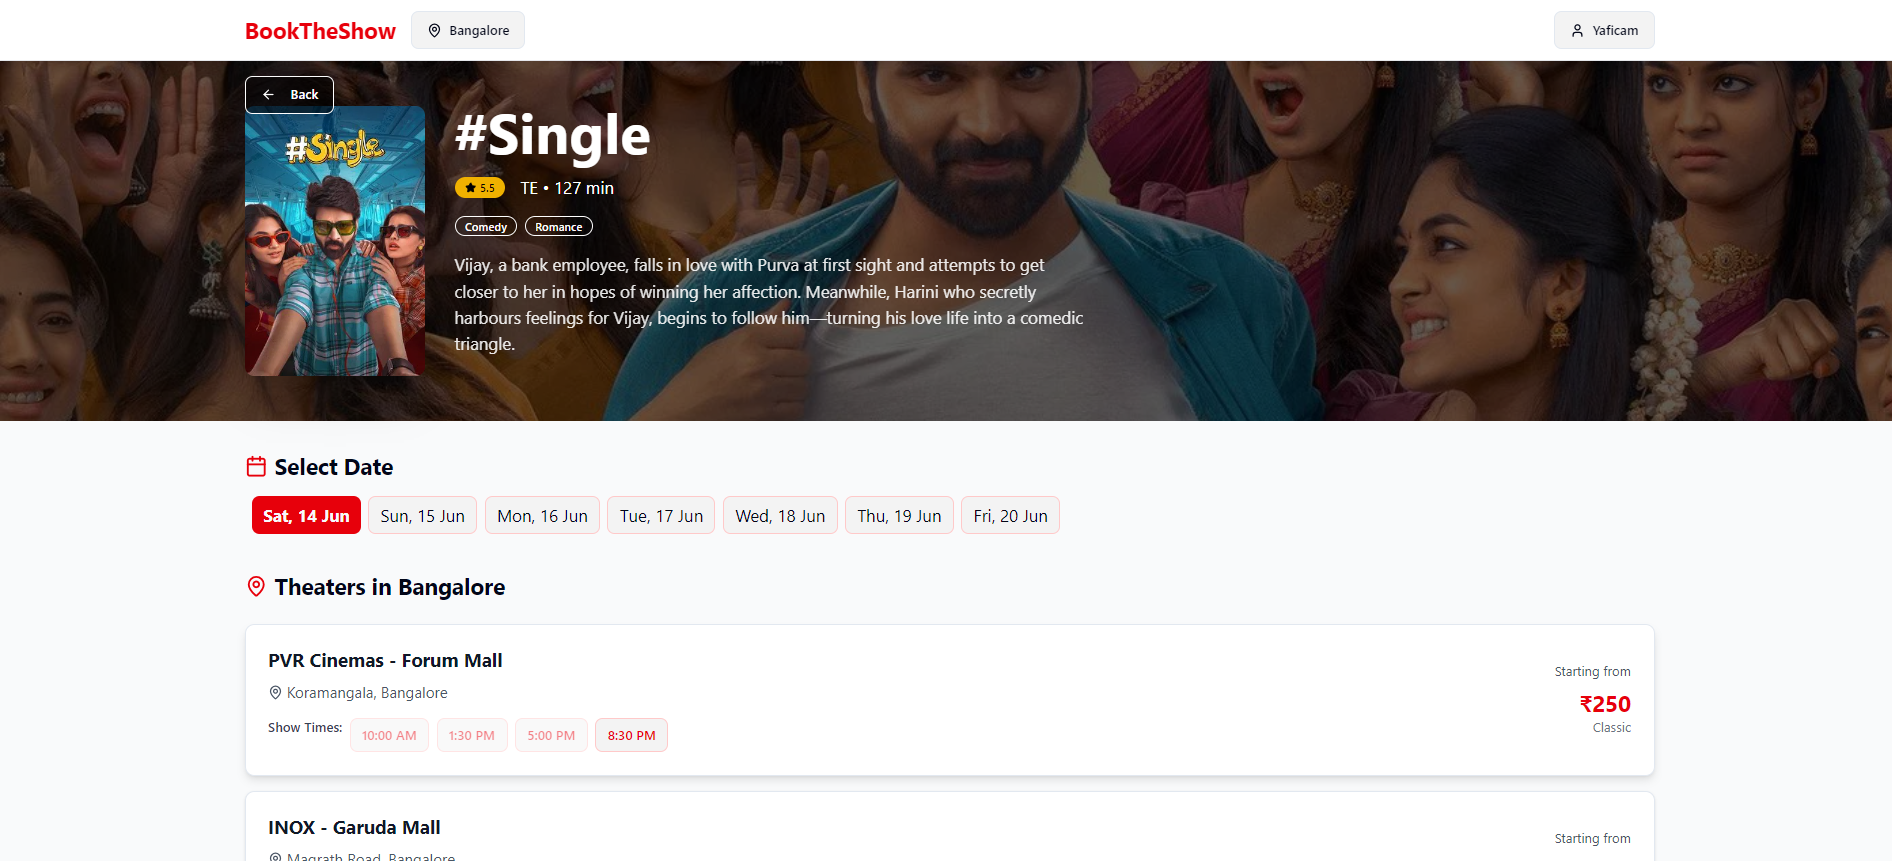 BookTheShow
Bangalore
Yaficam
Back
#Single
#Single
5.5
TE • 127 min
Comedy
Romance
Vijay, a bank employee, falls in love with Purva at first sight and attempts to get
closer to her in hopes of winning her affection. Meanwhile, Harini who secretly
harbours feelings for Vijay, begins to follow him—turning his love life into a comedic
triangle.
Select Date
Sat, 14 Jun
Sun, 15 Jun
Mon, 16 Jun
Tue, 17 Jun
Wed, 18 Jun
Thu, 19 Jun
Fri, 20 Jun
Theaters in Bangalore
PVR Cinemas - Forum Mall
Koramangala, Bangalore
Show Times:
10:00 AM
1:30 PM
5:00 PM
8:30 PM
Starting from
₹250
Classic
INOX - Garuda Mall
Magrath Road, Bangalore
Starting from